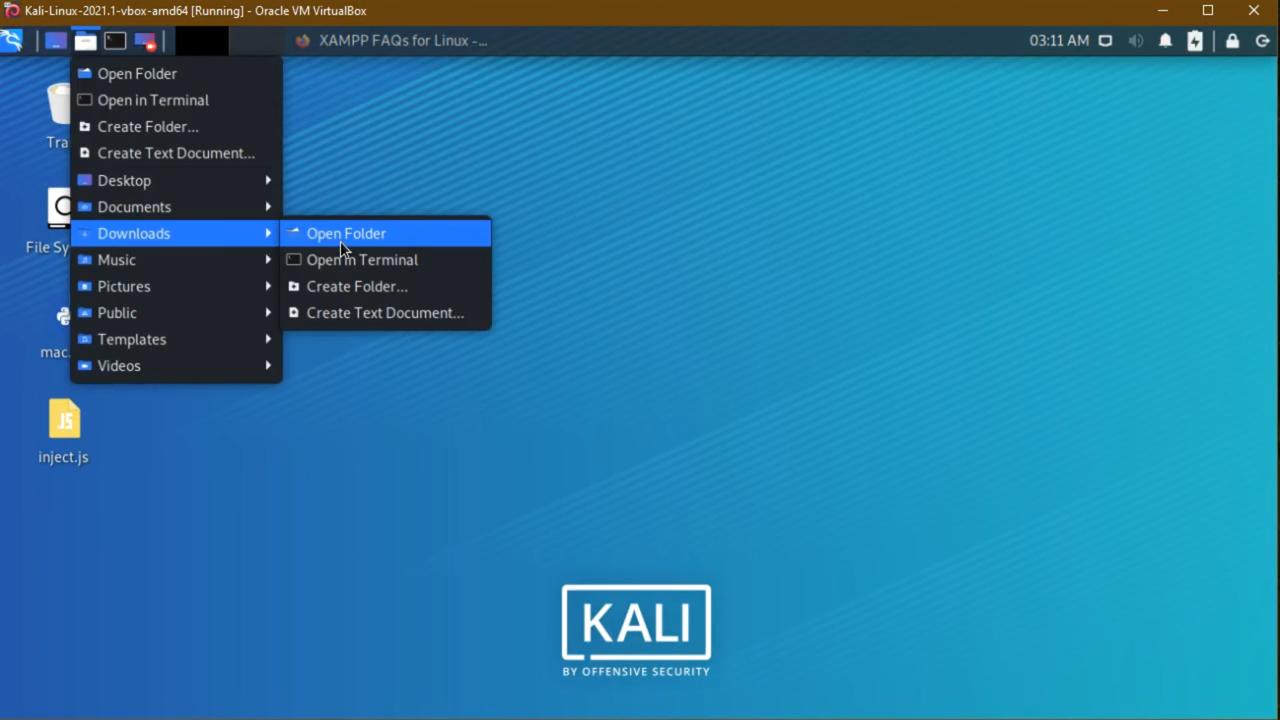 Kali-Linux-2021.1-vbox-amd64 [Running] - Oracle VM VirtualBox
XAMPP FAQs for Linux -...
03:11 AM
Open Folder
Open in Terminal
Create Folder...
Create Text Document...
Desktop
Documents
Downloads
Music
Pictures
Public
Templates
Videos
Open Folder
Open in Terminal
Create Folder...
Create Text Document...
Tra
File Sy
mac.
JS
inject.js
KALI
BY OFFENSIVE SECURITY